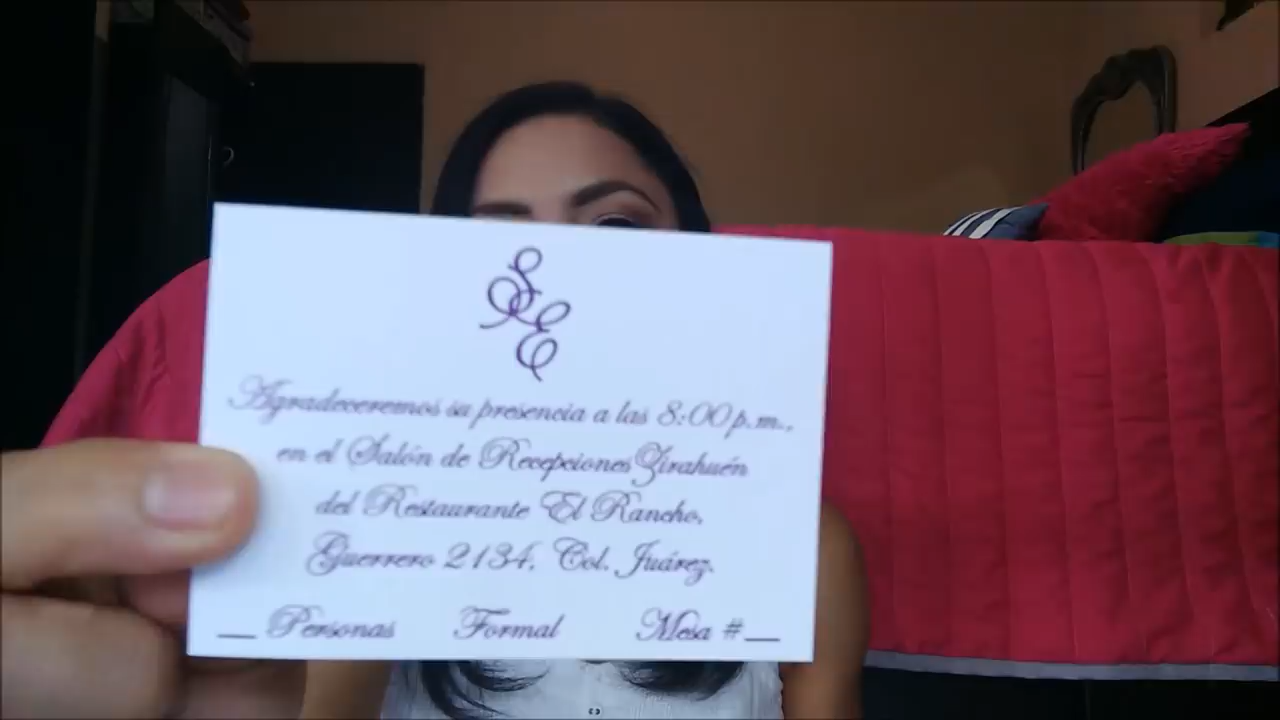 S
E
Agradeceremos su presencia a las 8:00 p.m.,
en el Salón de Recepciones Zirahuén
del Restaurante El Rancho,
Guerrero 2134, Col. Juárez.
__ Personas Formal Mesa #__